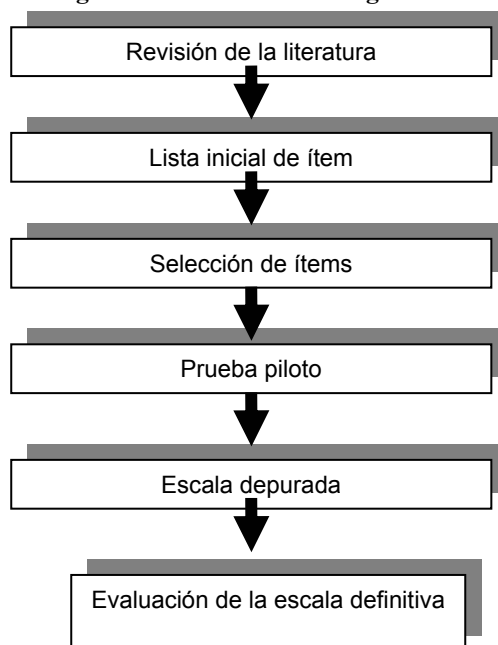 Revisión de la literatura
Lista inicial de ítem
Selección de ítems
Prueba piloto
Escala depurada
Evaluación de la escala definitiva